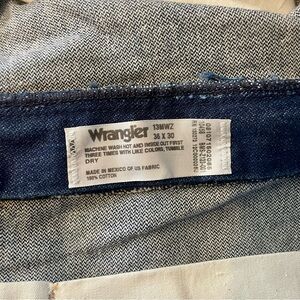 Wrangler 13MWZ
36 X 30
MACHINE WASH HOT AND INSIDE OUT FIRST
THREE TIMES WITH LIKE COLORS, TUMBLE
DRY
MADE IN MEXICO OF US FABRIC
100% COTTON